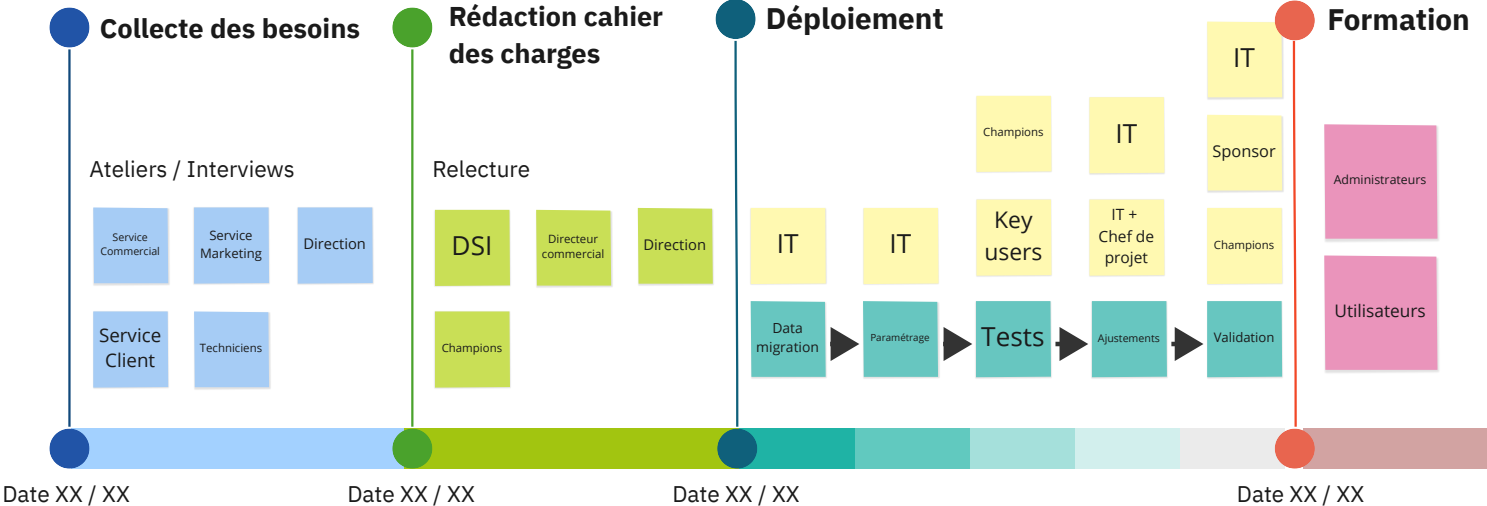 Collecte des besoins
Rédaction cahier
des charges
Déploiement
Formation
Ateliers / Interviews
Service
Commercial
Service
Marketing
Direction
Service
Client
Techniciens
Relecture
DSI
Directeur
commercial
Direction
Champions
IT
IT
Champions
Key
users
IT
IT +
Chef de
projet
IT
Sponsor
Champions
Data
migration
Paramétrage
Tests
Ajustements
Validation
Administrateurs
Utilisateurs
Date XX / XX
Date XX / XX
Date XX / XX
Date XX / XX